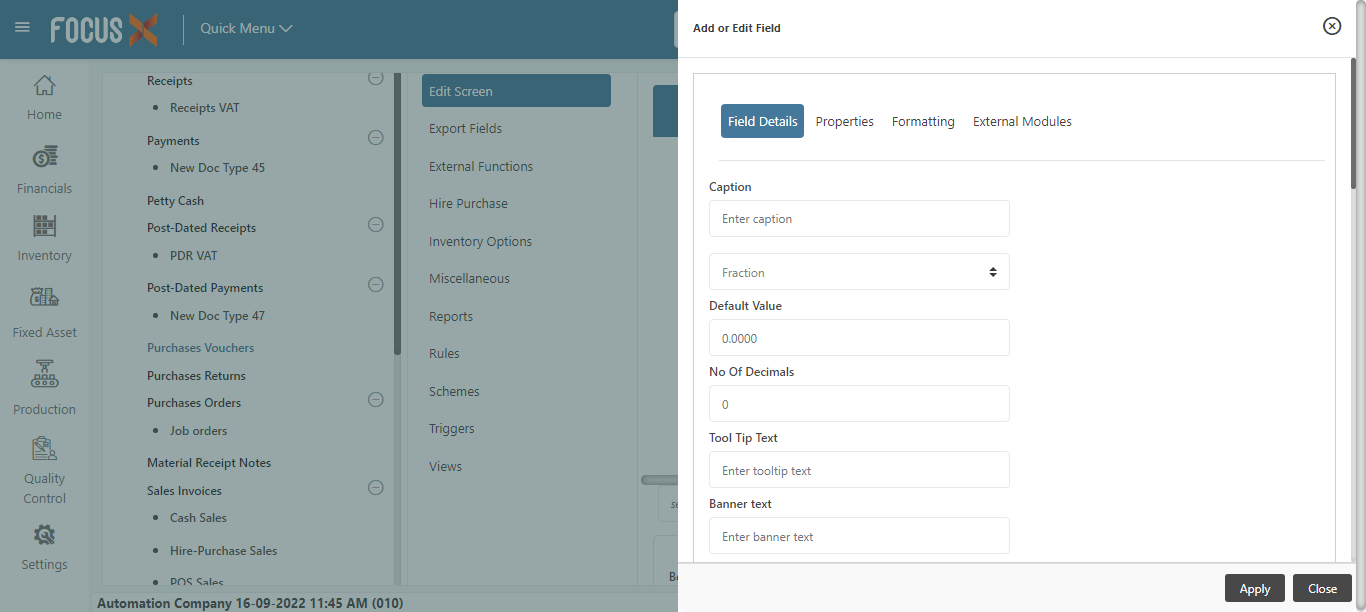 FOCUS X
Quick Menu
Home
Financials
Inventory
Fixed Asset
Production
Quality
Control
Settings
Receipts
Receipts VAT
Payments
New Doc Type 45
Petty Cash
Post-Dated Receipts
PDR VAT
Post-Dated Payments
New Doc Type 47
Purchases Vouchers
Purchases Returns
Purchases Orders
Job orders
Material Receipt Notes
Sales Invoices
Cash Sales
Hire-Purchase Sales
POS Sales
Edit Screen
Export Fields
External Functions
Hire Purchase
Inventory Options
Miscellaneous
Reports
Rules
Schemes
Triggers
Views
Add or Edit Field
Field Details
Properties
Formatting
External Modules
Caption
Enter caption
Fraction
Default Value
0.0000
No Of Decimals
0
Tool Tip Text
Enter tooltip text
Banner text
Enter banner text
Apply
Close
Automation Company 16-09-2022 11:45 AM (010)